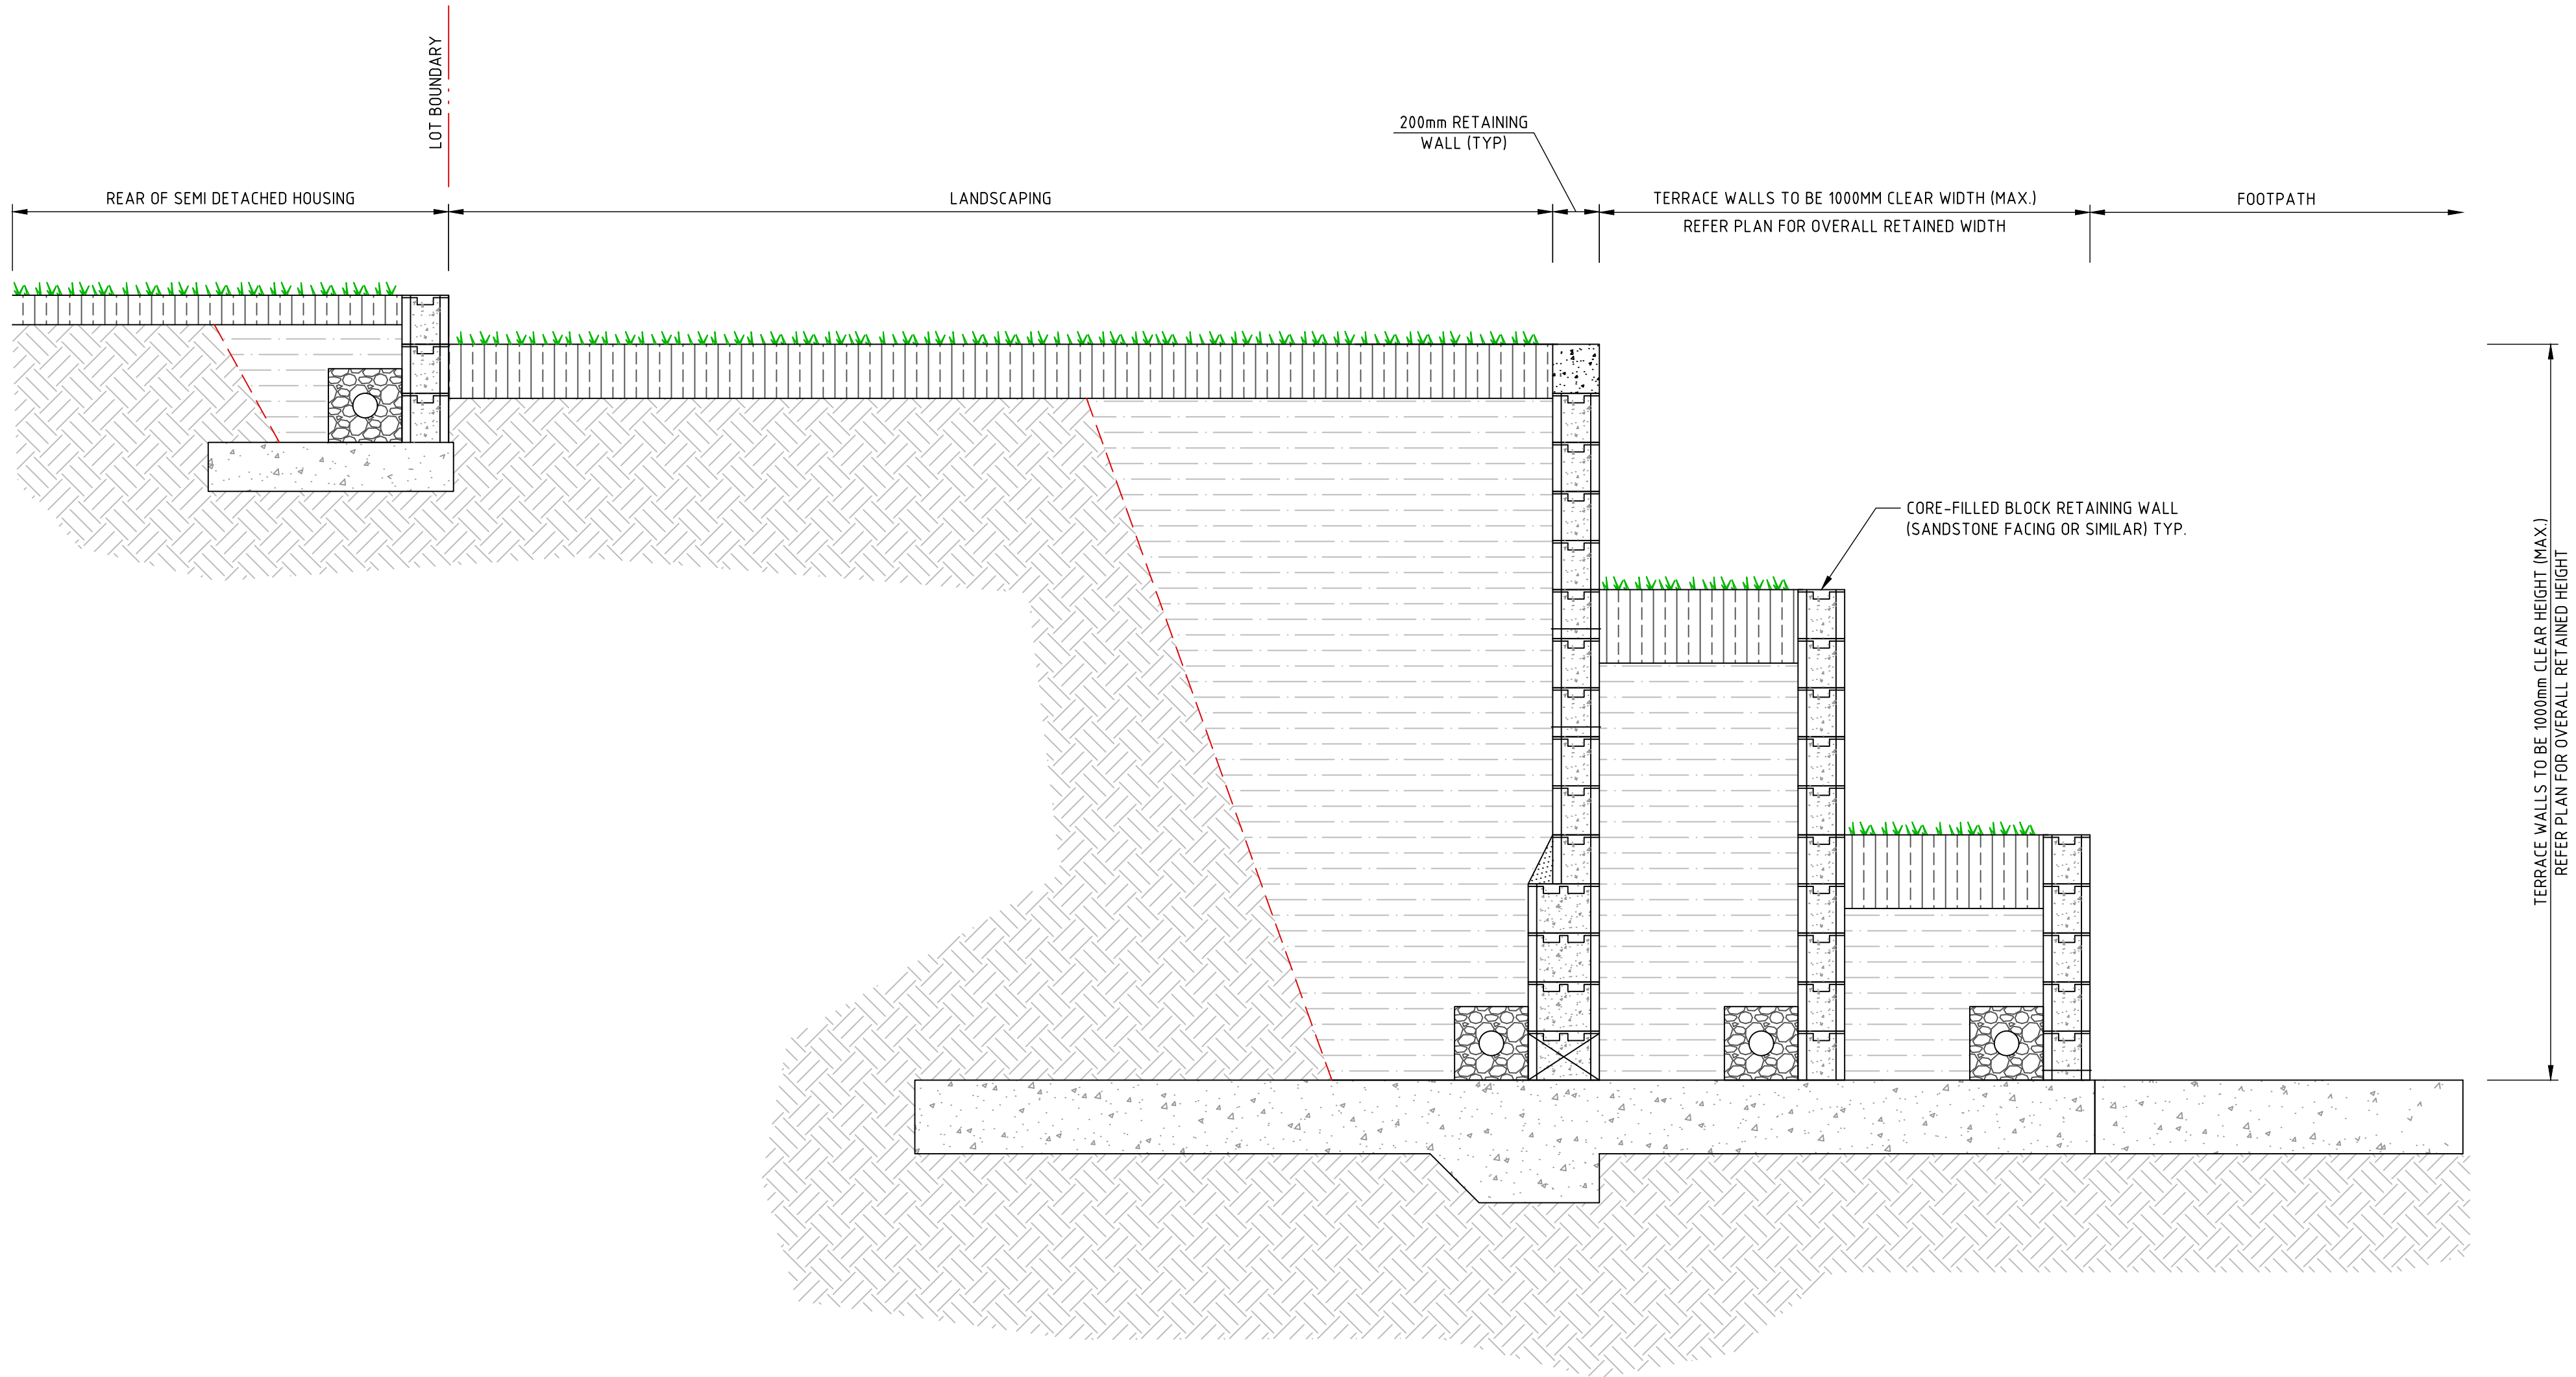 LOT BOUNDARY
200mm RETAINING
WALL (TYP)
REAR OF SEMI DETACHED HOUSING
LANDSCAPING
TERRACE WALLS TO BE 1000MM CLEAR WIDTH (MAX.)
REFER PLAN FOR OVERALL RETAINED WIDTH
FOOTPATH
CORE-FILLED BLOCK RETAINING WALL
(SANDSTONE FACING OR SIMILAR) TYP.
TERRACE WALLS TO BE 1000mm CLEAR HEIGHT (MAX.)
REFER PLAN FOR OVERALL RETAINED HEIGHT